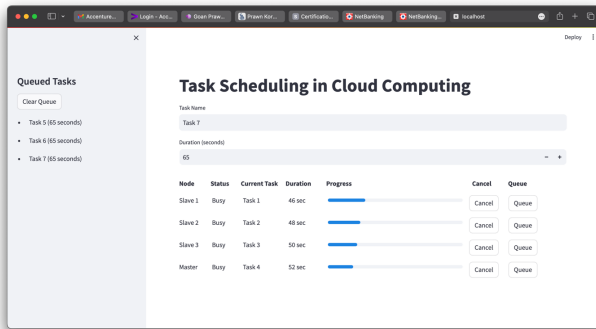 Accenture...
Login - Acc...
Goan Praw...
Prawn Kor...
Certificatio...
NetBanking
NetBanking...
localhost
Deploy
Queued Tasks
Clear Queue
Task 5 (65 seconds)
Task 6 (65 seconds)
Task 7 (65 seconds)
Task Scheduling in Cloud Computing
Task Name
Task 7
Duration (seconds)
65
Node Status Current Task Duration Progress Cancel Queue
Slave 1 Busy Task 1 46 sec Cancel Queue
Slave 2 Busy Task 2 48 sec Cancel Queue
Slave 3 Busy Task 3 50 sec Cancel Queue
Master Busy Task 4 52 sec Cancel Queue